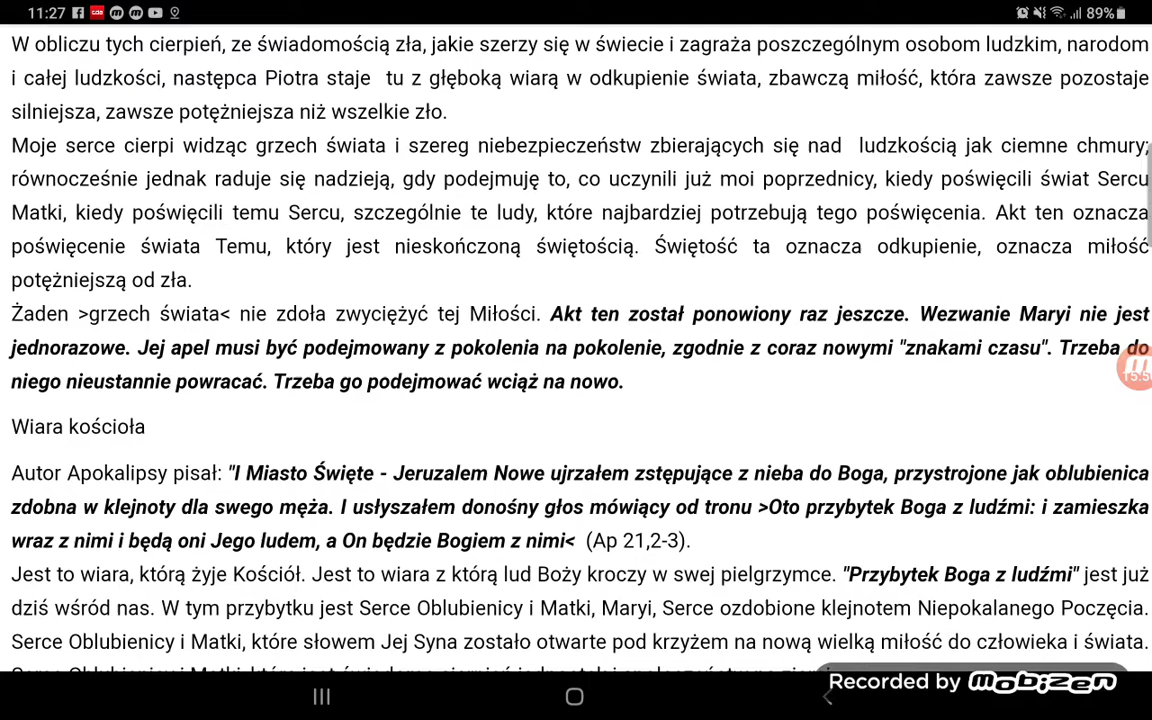 11:27 89%
W obliczu tych cierpień, ze świadomością zła, jakie szerzy się w świecie i zagraża poszczególnym osobom ludzkim, narodom
i całej ludzkości, następca Piotra staje tu z głęboką wiarą w odkupienie świata, zbawczą miłość, która zawsze pozostaje
silniejsza, zawsze potężniejsza niż wszelkie zło.
Moje serce cierpi widząc grzech świata i szereg niebezpieczeństw zbierających się nad ludzkością jak ciemne chmury;
równocześnie jednak raduje się nadzieją, gdy podejmuję to, co uczynili już moi poprzednicy, kiedy poświęcili świat Sercu
Matki, kiedy poświęcili temu Sercu, szczególnie te ludy, które najbardziej potrzebują tego poświęcenia. Akt ten oznacza
poświęcenie świata Temu, który jest nieskończoną świętością. Świętość ta oznacza odkupienie, oznacza miłość
potężniejszą od zła.
Żaden >grzech świata< nie zdoła zwyciężyć tej Miłości. Akt ten został ponowiony raz jeszcze. Wezwanie Maryi nie jest
jednorazowe. Jej apel musi być podejmowany z pokolenia na pokolenie, zgodnie z coraz nowymi "znakami czasu". Trzeba do
niego nieustannie powracać. Trzeba go podejmować wciąż na nowo.
Wiara kościoła
Autor Apokalipsy pisał: "I Miasto Święte - Jeruzalem Nowe ujrzałem zstępujące z nieba do Boga, przystrojone jak oblubienica
zdobna w klejnoty dla swego męża. I usłyszałem donośny głos mówiący od tronu >Oto przybytek Boga z ludźmi: i zamieszka
wraz z nimi i będą oni Jego ludem, a On będzie Bogiem z nimi< (Ap 21,2-3).
Jest to wiara, którą żyje Kościół. Jest to wiara z którą lud Boży kroczy w swej pielgrzymce. "Przybytek Boga z ludźmi" jest już
dziś wśród nas. W tym przybytku jest Serce Oblubienicy i Matki, Maryi, Serce ozdobione klejnotem Niepokalanego Poczęcia.
Serce Oblubienicy i Matki, które słowem Jej Syna zostało otwarte pod krzyżem na nową wielką miłość do człowieka i świata.
Recorded by mobizen